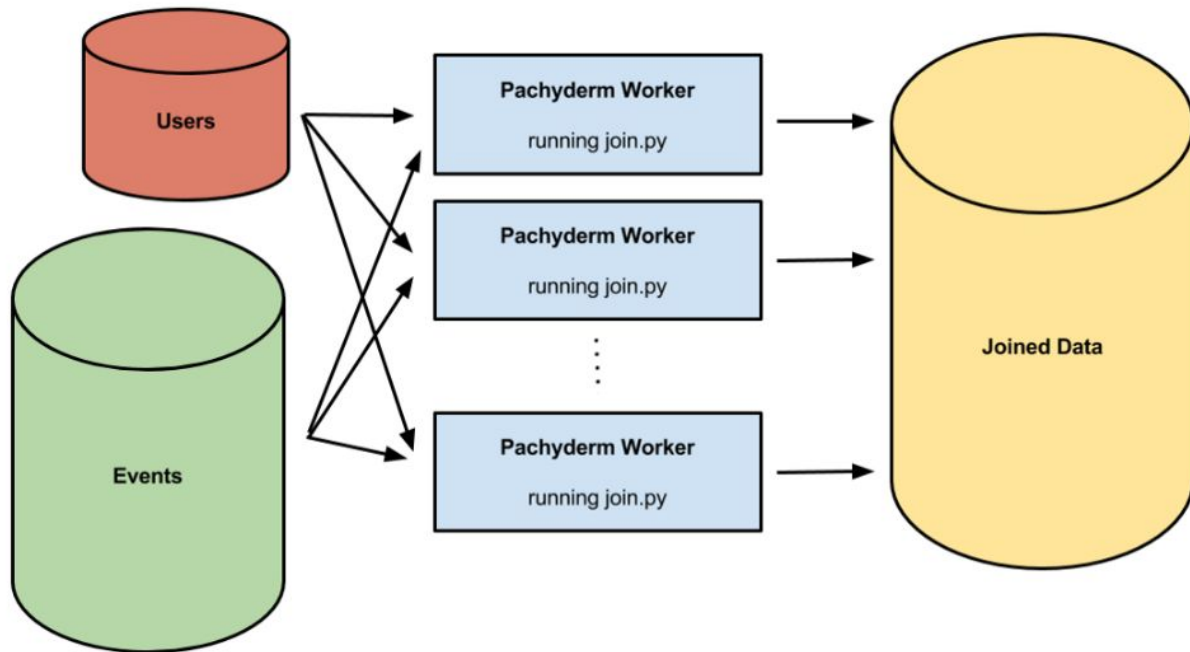 Users
Pachyderm Worker
running join.py
Pachyderm Worker
running join.py
Pachyderm Worker
running join.py
Events
Joined Data